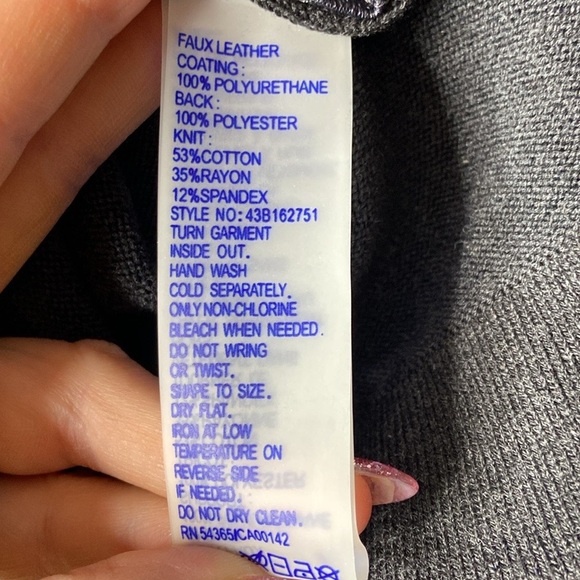 FAUX LEATHER
COATING:
100% POLYURETHANE
BACK:
100% POLYESTER
KNIT:
53%COTTON
35%RAYON
12%SPANDEX
STYLE NO:43B162751
TURN GARMENT
INSIDE OUT.
HAND WASH
COLD SEPARATELY.
ONLY NON-CHLORINE
BLEACH WHEN NEEDED.
DO NOT WRING
OR TWIST.
SHAPE TO SIZE.
DRY FLAT.
IRON AT LOW
TEMPERATURE ON
REVERSE SIDE
IF NEEDED.
DO NOT DRY CLEAN.
RN 54365/CA00142